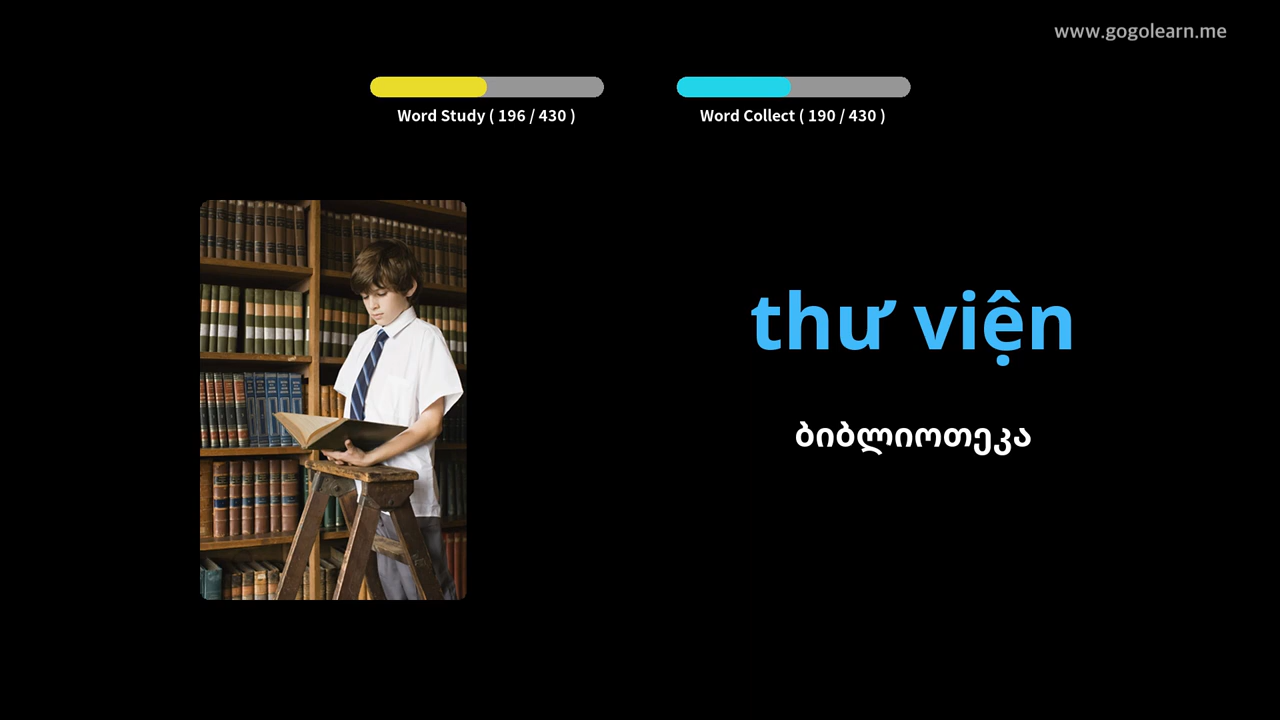 www.gogolearn.me
Word Study ( 196 / 430 )
Word Collect ( 190 / 430 )
thư viện
ბიბლიოთეკა